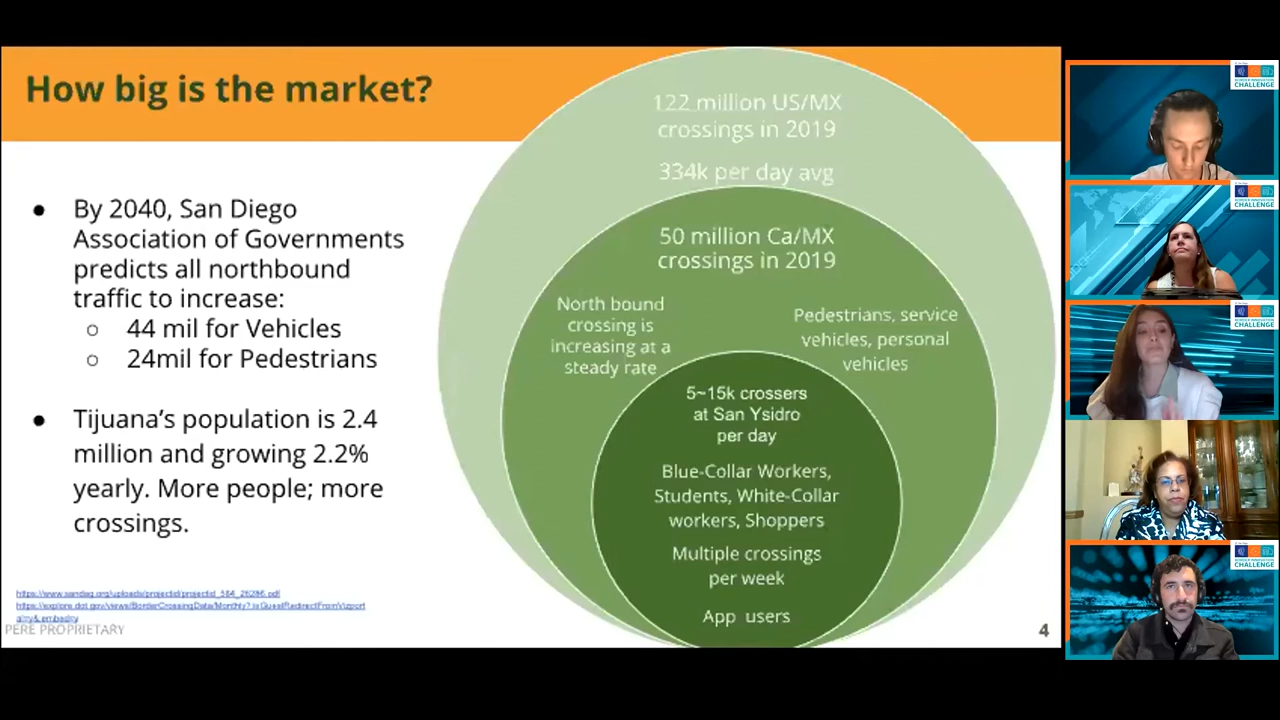 How big is the market?
● By 2040, San Diego
Association of Governments
predicts all northbound
traffic to increase:
○ 44 mil for Vehicles
○ 24mil for Pedestrians
● Tijuana's population is 2.4
million and growing 2.2%
yearly. More people; more
crossings.
122 million US/MX
crossings in 2019
334k per day avg
50 million Ca/MX
crossings in 2019
North bound
crossing is
increasing at a
steady rate
Pedestrians, service
vehicles, personal
vehicles
5~15k crossers
at San Ysidro
per day
Blue-Collar Workers,
Students, White-Collar
workers, Shoppers
Multiple crossings
per week
App users
PERE PROPRIETARY
4
CHALLENGE
CHALLENGE
CHALLENGE
CHALLENGE